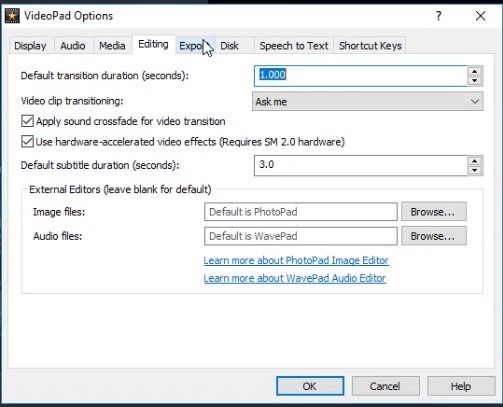 VideoPad Options ?
Display Audio Media Editing Disk Speech to Text Shortcut Keys
Default transition duration (seconds): 1.000
Video clip transitioning: Ask me
Apply sound crossfade for video transition
Use hardware-accelerated video effects (Requires SM 2.0 hardware)
Default subtitle duration (seconds): 3.0
External Editors (leave blank for default)
Image files: Default is PhotoPad Browse...
Audio files: Default is WavePad Browse...
Learn more about PhotoPad Image Editor
Learn more about WavePad Audio Editor
OK Cancel Help